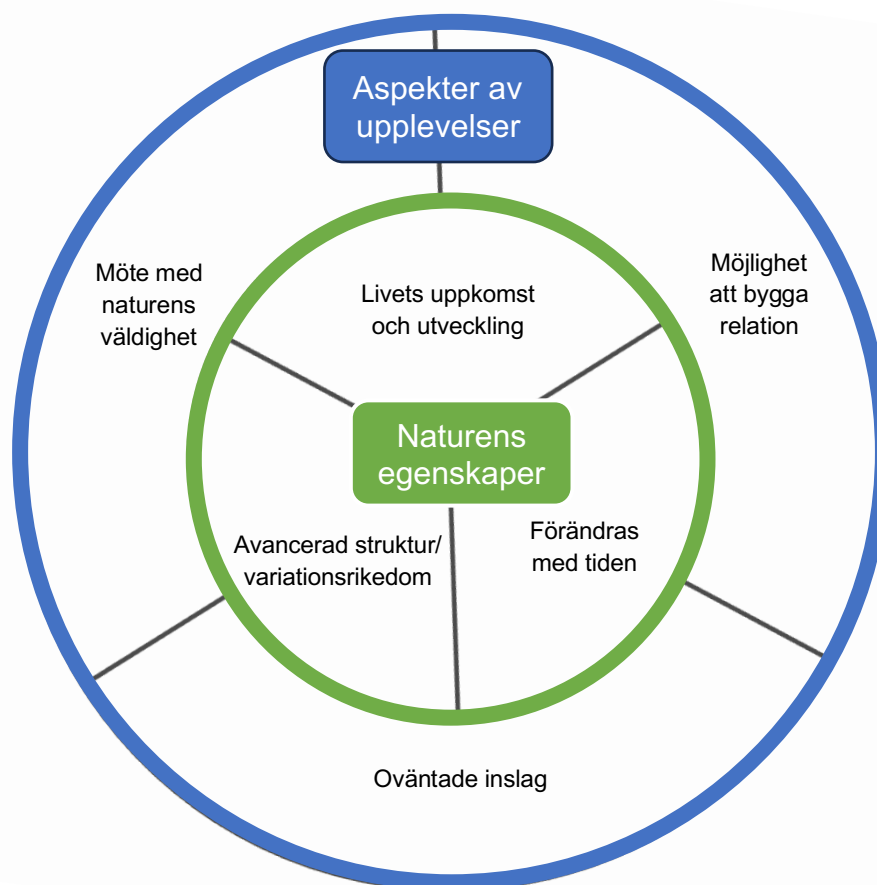 Aspekter av
upplevelser
Möte med
naturens
väldighet
Livets uppkomst
och utveckling
Möjlighet
att bygga
relation
Naturens
egenskaper
Avancerad struktur/
variationsrikedom
Förändras
med tiden
Oväntade inslag